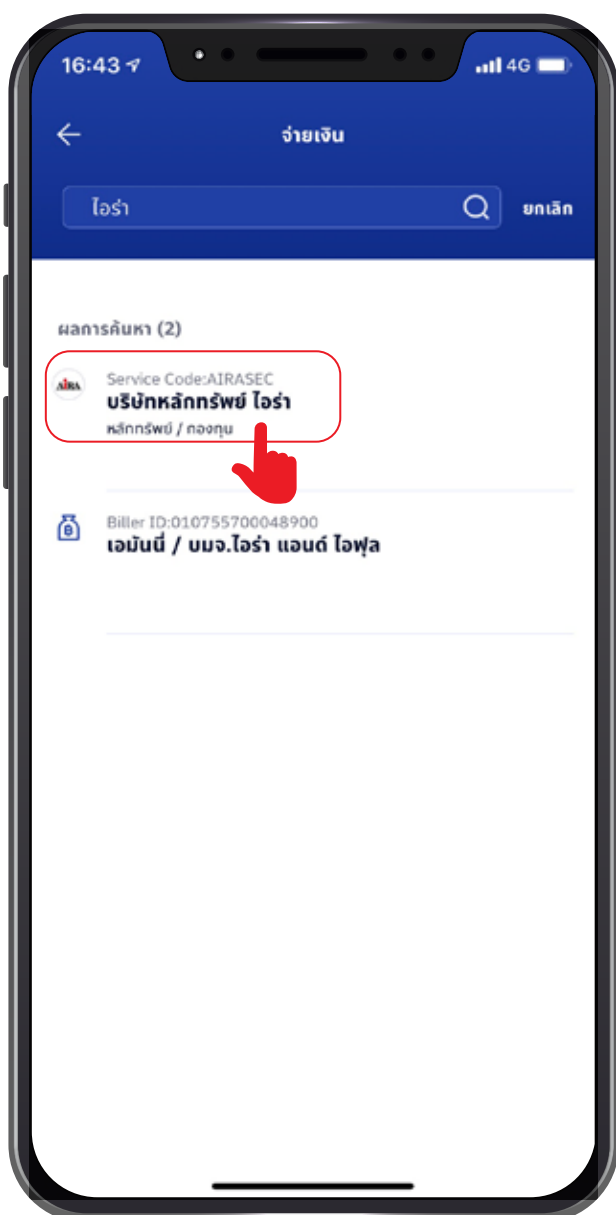 16:43
4G
จ่ายเงิน
ไอร่า
ยกเลิก
ผลการค้นหา (2)
AIRA
Service Code:AIRASEC
บริษัทหลักทรัพย์ ไอร่า
หลักทรัพย์ / กองทุน
Biller ID:010755700048900
เอมันนี่ / บมจ.ไอร่า แอนด์ ไอฟุล